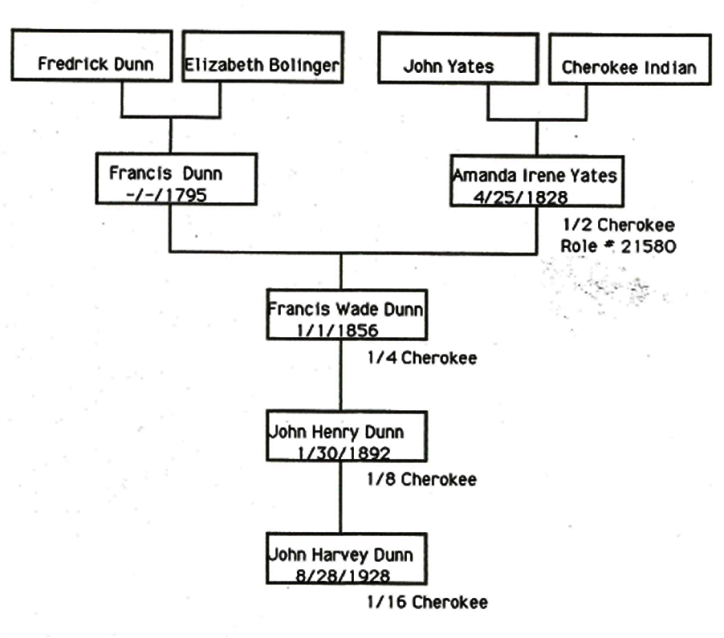 Fredrick Dunn
Elizabeth Bolinger
John Yates
Cherokee Indian
Francis Dunn
-/-/1795
Amanda Irene Yates
4/25/1828
1/2 Cherokee
Role # 21580
Francis Wade Dunn
1/1/1856
1/4 Cherokee
John Henry Dunn
1/30/1892
1/8 Cherokee
John Harvey Dunn
8/28/1928
1/16 Cherokee